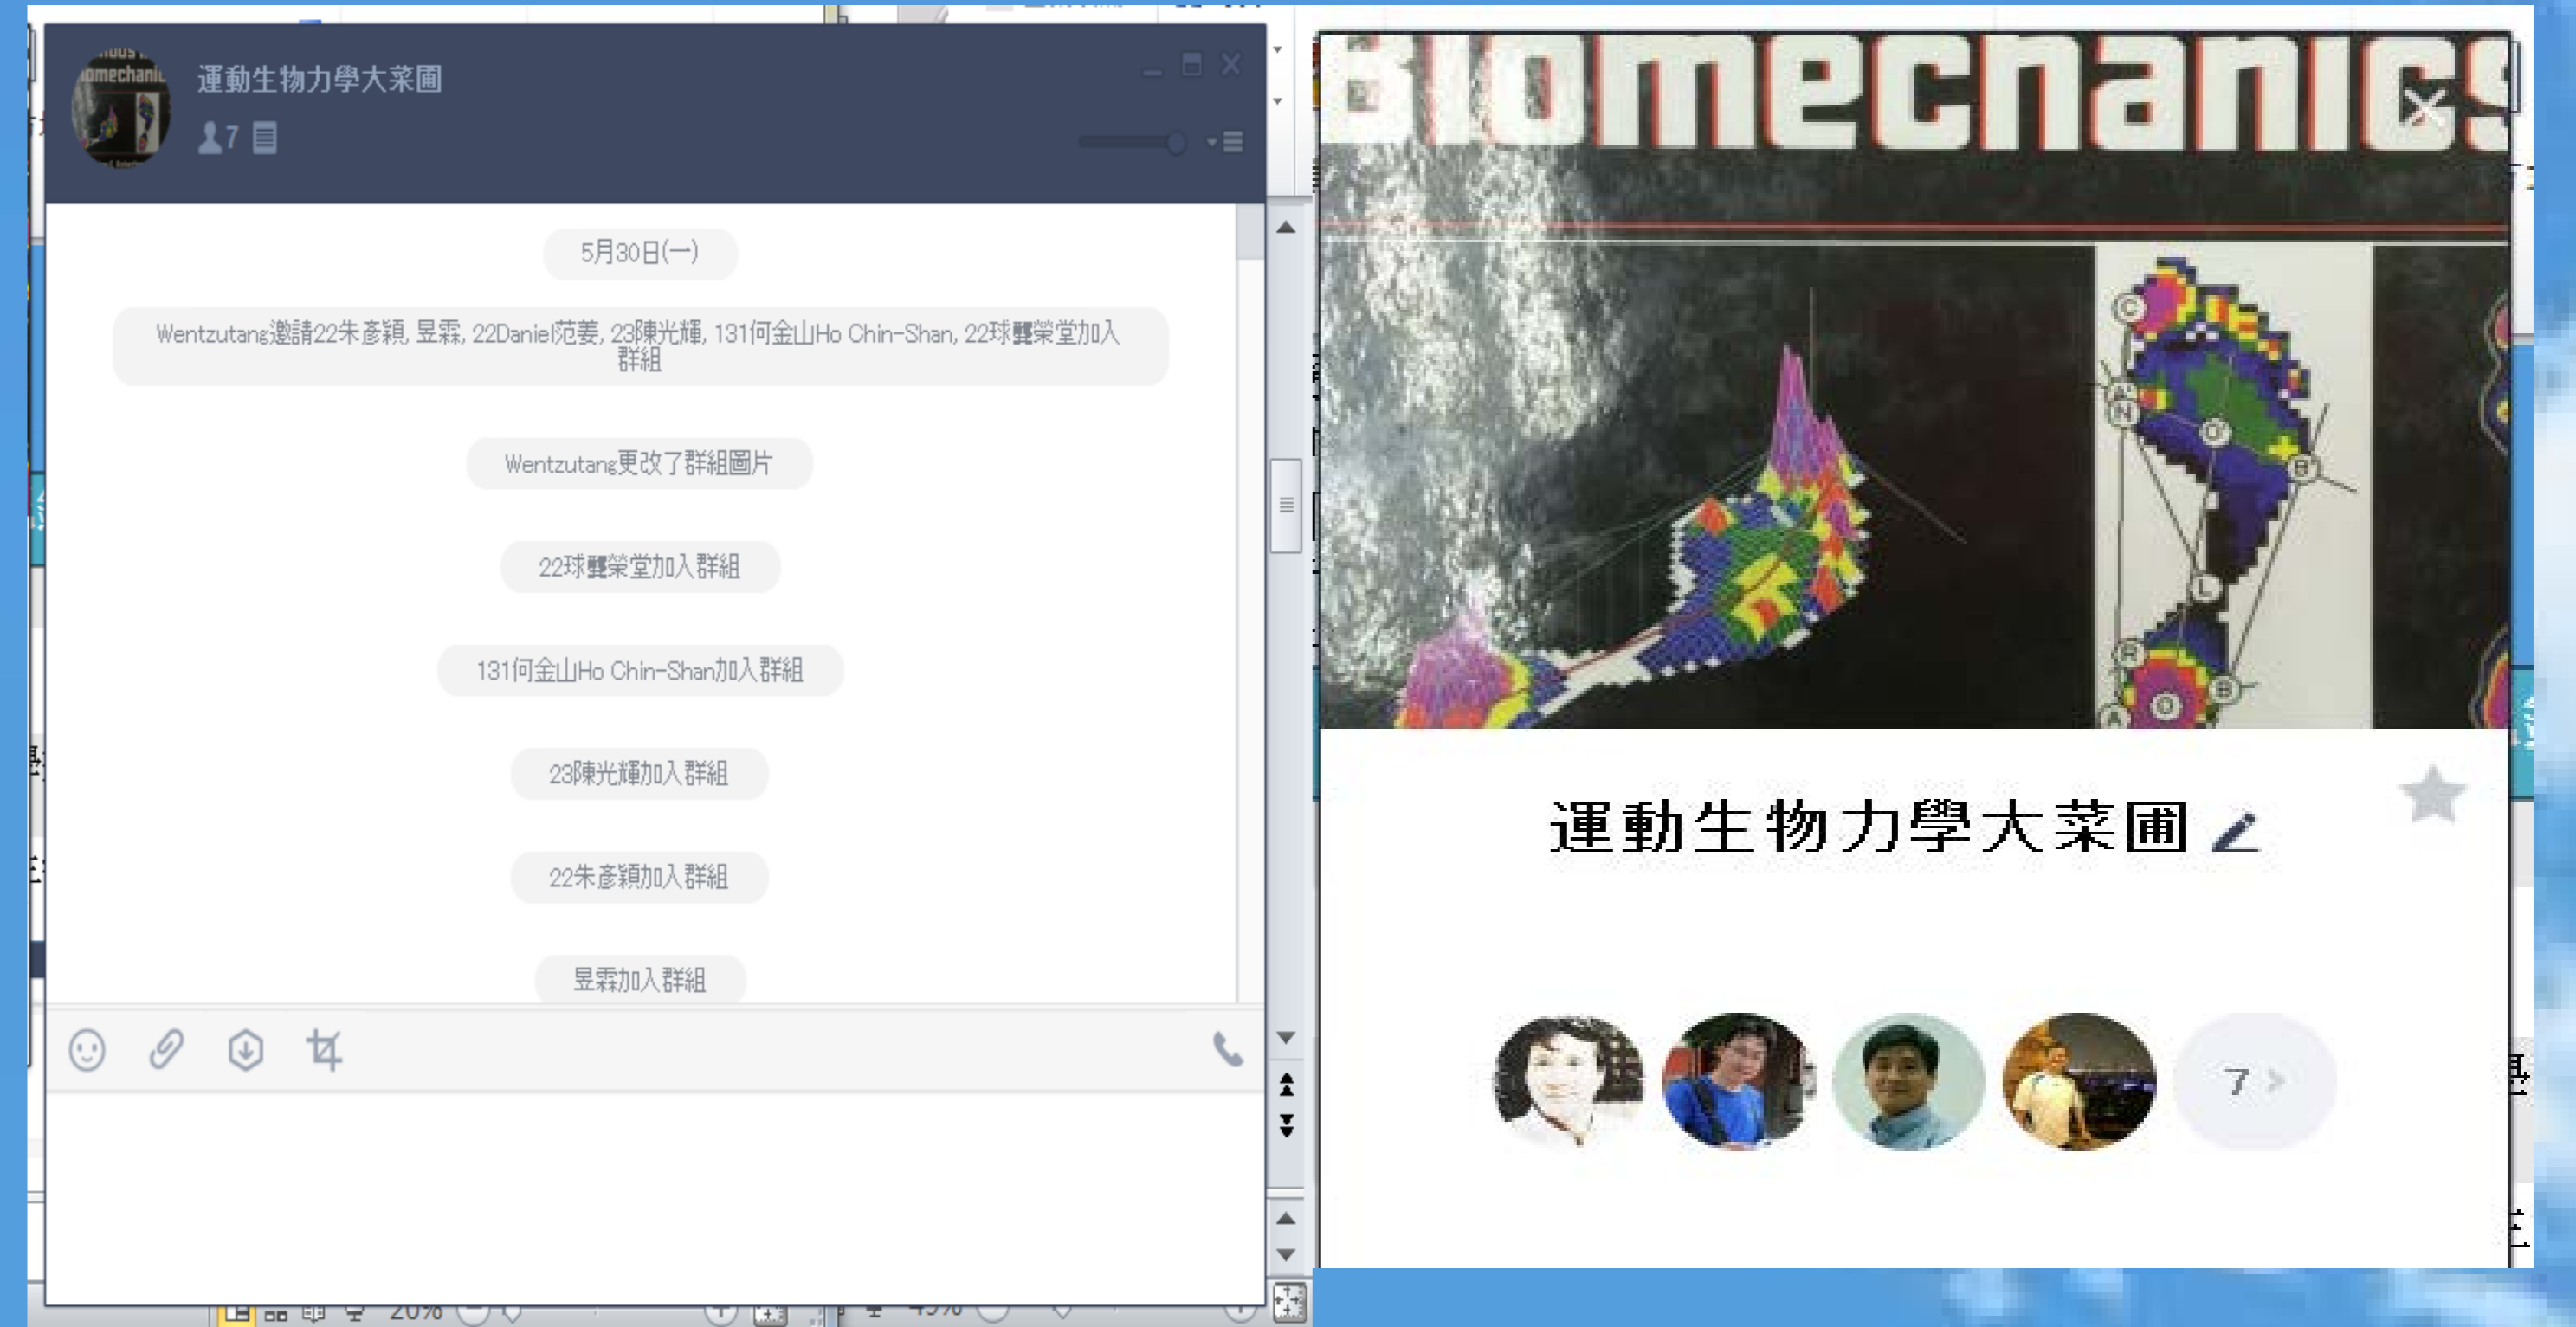 運動生物力學大菜圃
7
5月30日(一)
Wentzutang邀請22朱彥穎, 昱霖, 22Daniel范姜, 23陳光輝, 131何金山Ho Chin-Shan, 22球龔榮堂加入
群組
Wentzutang更改了群組圖片
22球龔榮堂加入群組
131何金山Ho Chin-Shan加入群組
23陳光輝加入群組
22朱彥穎加入群組
昱霖加入群組
20%
Biomechanics
C
A
N
O
B
L
R
B
A
O
運動生物力學大菜圃
7 >